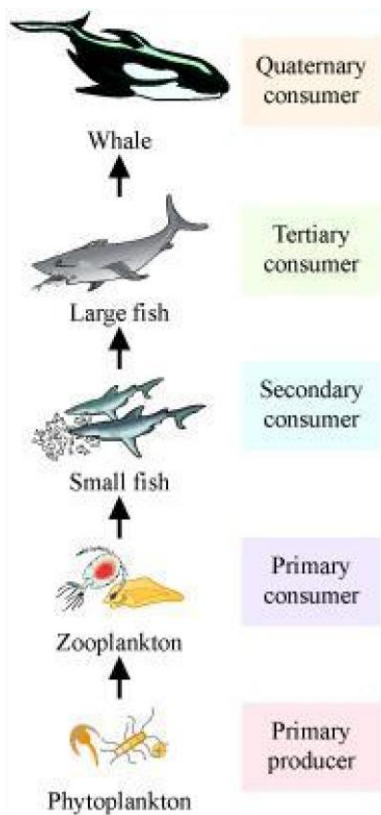 Quaternary
consumer
Whale
Tertiary
consumer
Large fish
Secondary
consumer
Small fish
Primary
consumer
Zooplankton
Primary
producer
Phytoplankton